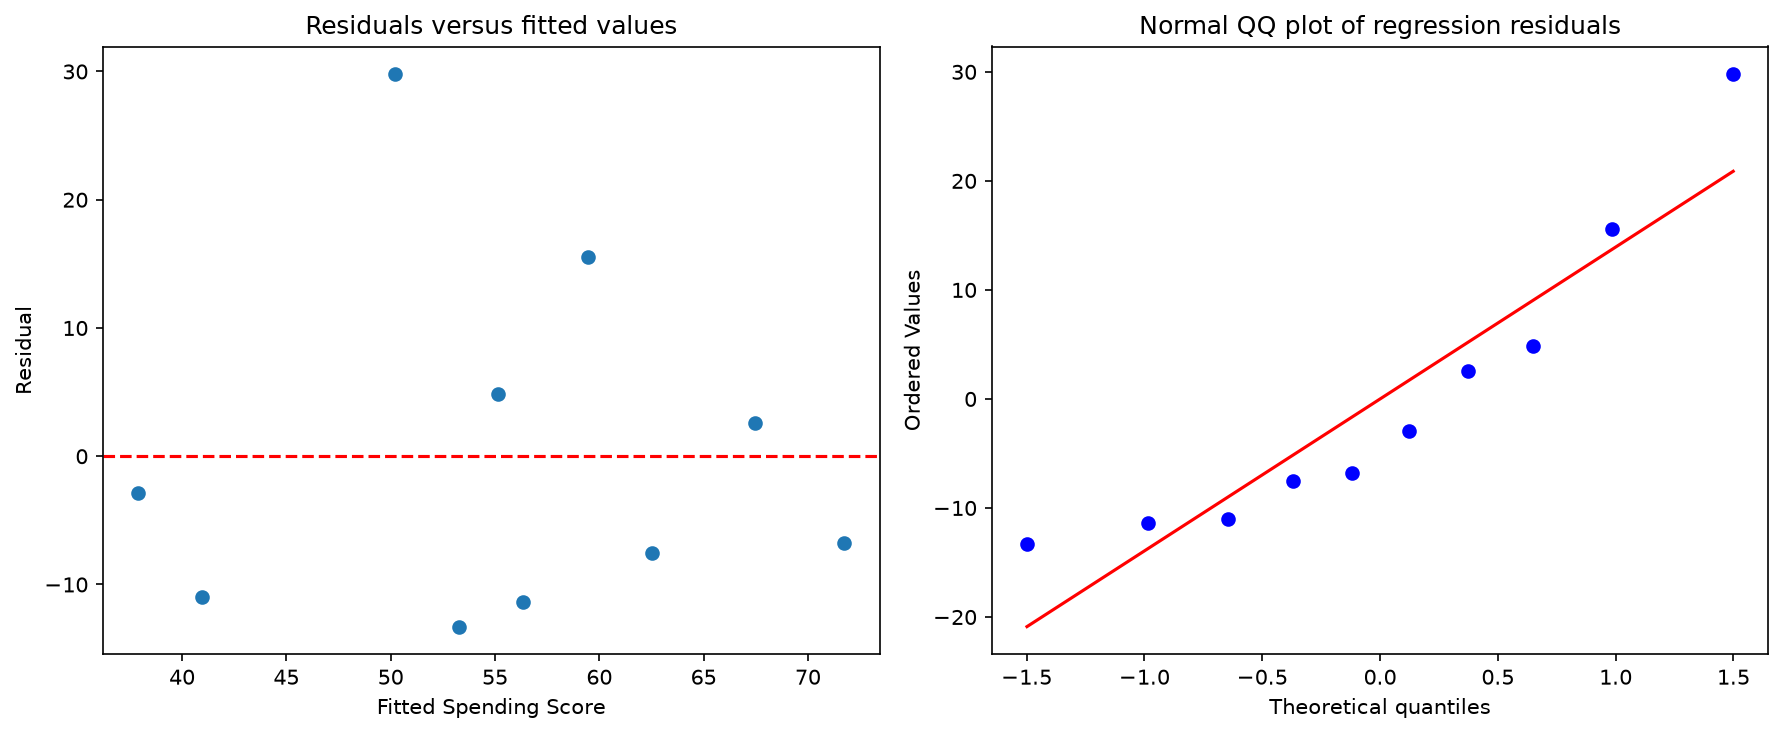 Residuals versus fitted values
30
20
10
0
−10
Residual
40 45 50 55 60 65 70
Fitted Spending Score
Normal QQ plot of regression residuals
30
20
10
0
−10
−20
Ordered Values
−1.5 −1.0 −0.5 0.0 0.5 1.0 1.5
Theoretical quantiles